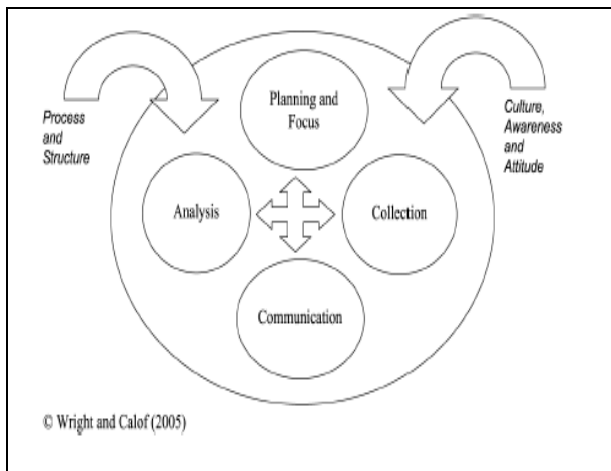 Planning and
Focus
Process
and
Structure
Culture,
Awareness
and
Attitude
Analysis
Collection
Communication
© Wright and Calof (2005)